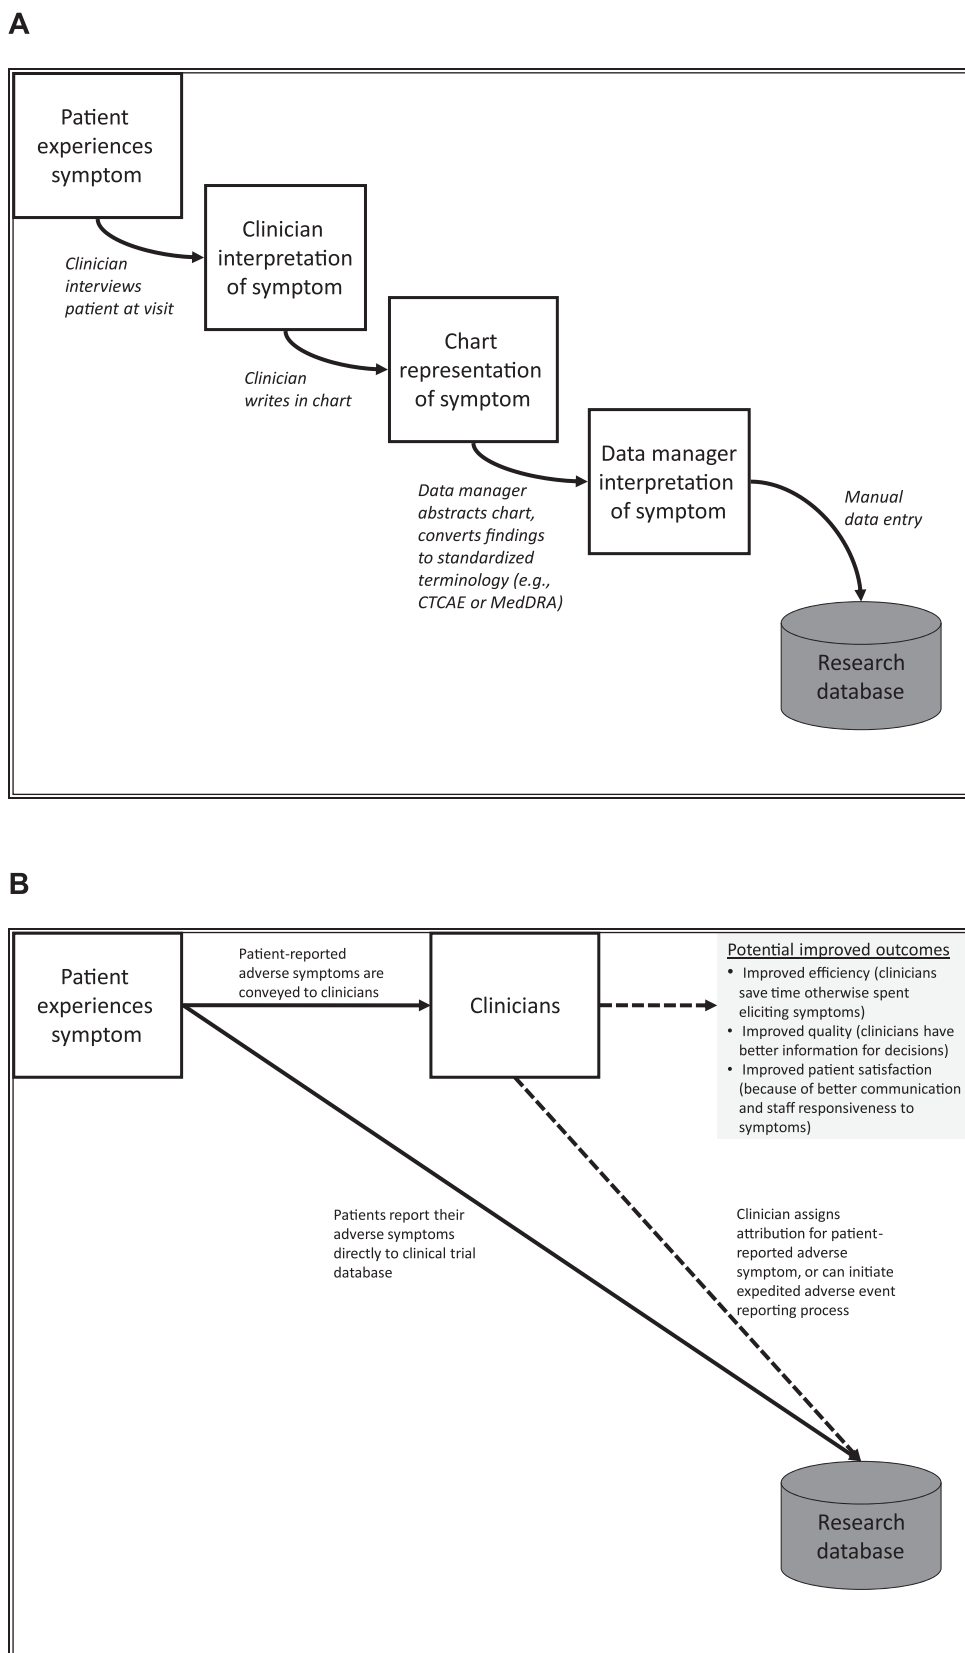 A
Patient
experiences
symptom
Clinician
interviews
patient at visit
Clinician
interpretation
of symptom
Clinician
writes in chart
Chart
representation
of symptom
Data manager
abstracts chart,
converts findings
to standardized
terminology (e.g.,
CTCAE or MedDRA)
Data manager
interpretation
of symptom
Manual
data entry
Research
database
B
Patient
experiences
symptom
Patient-reported
adverse symptoms are
conveyed to clinicians
Clinicians
Potential improved outcomes
• Improved efficiency (clinicians
save time otherwise spent
eliciting symptoms)
• Improved quality (clinicians have
better information for decisions)
• Improved patient satisfaction
(because of better communication
and staff responsiveness to
symptoms)
Patients report their
adverse symptoms
directly to clinical trial
database
Clinician assigns
attribution for patient-
reported adverse
symptom, or can initiate
expedited adverse event
reporting process
Research
database